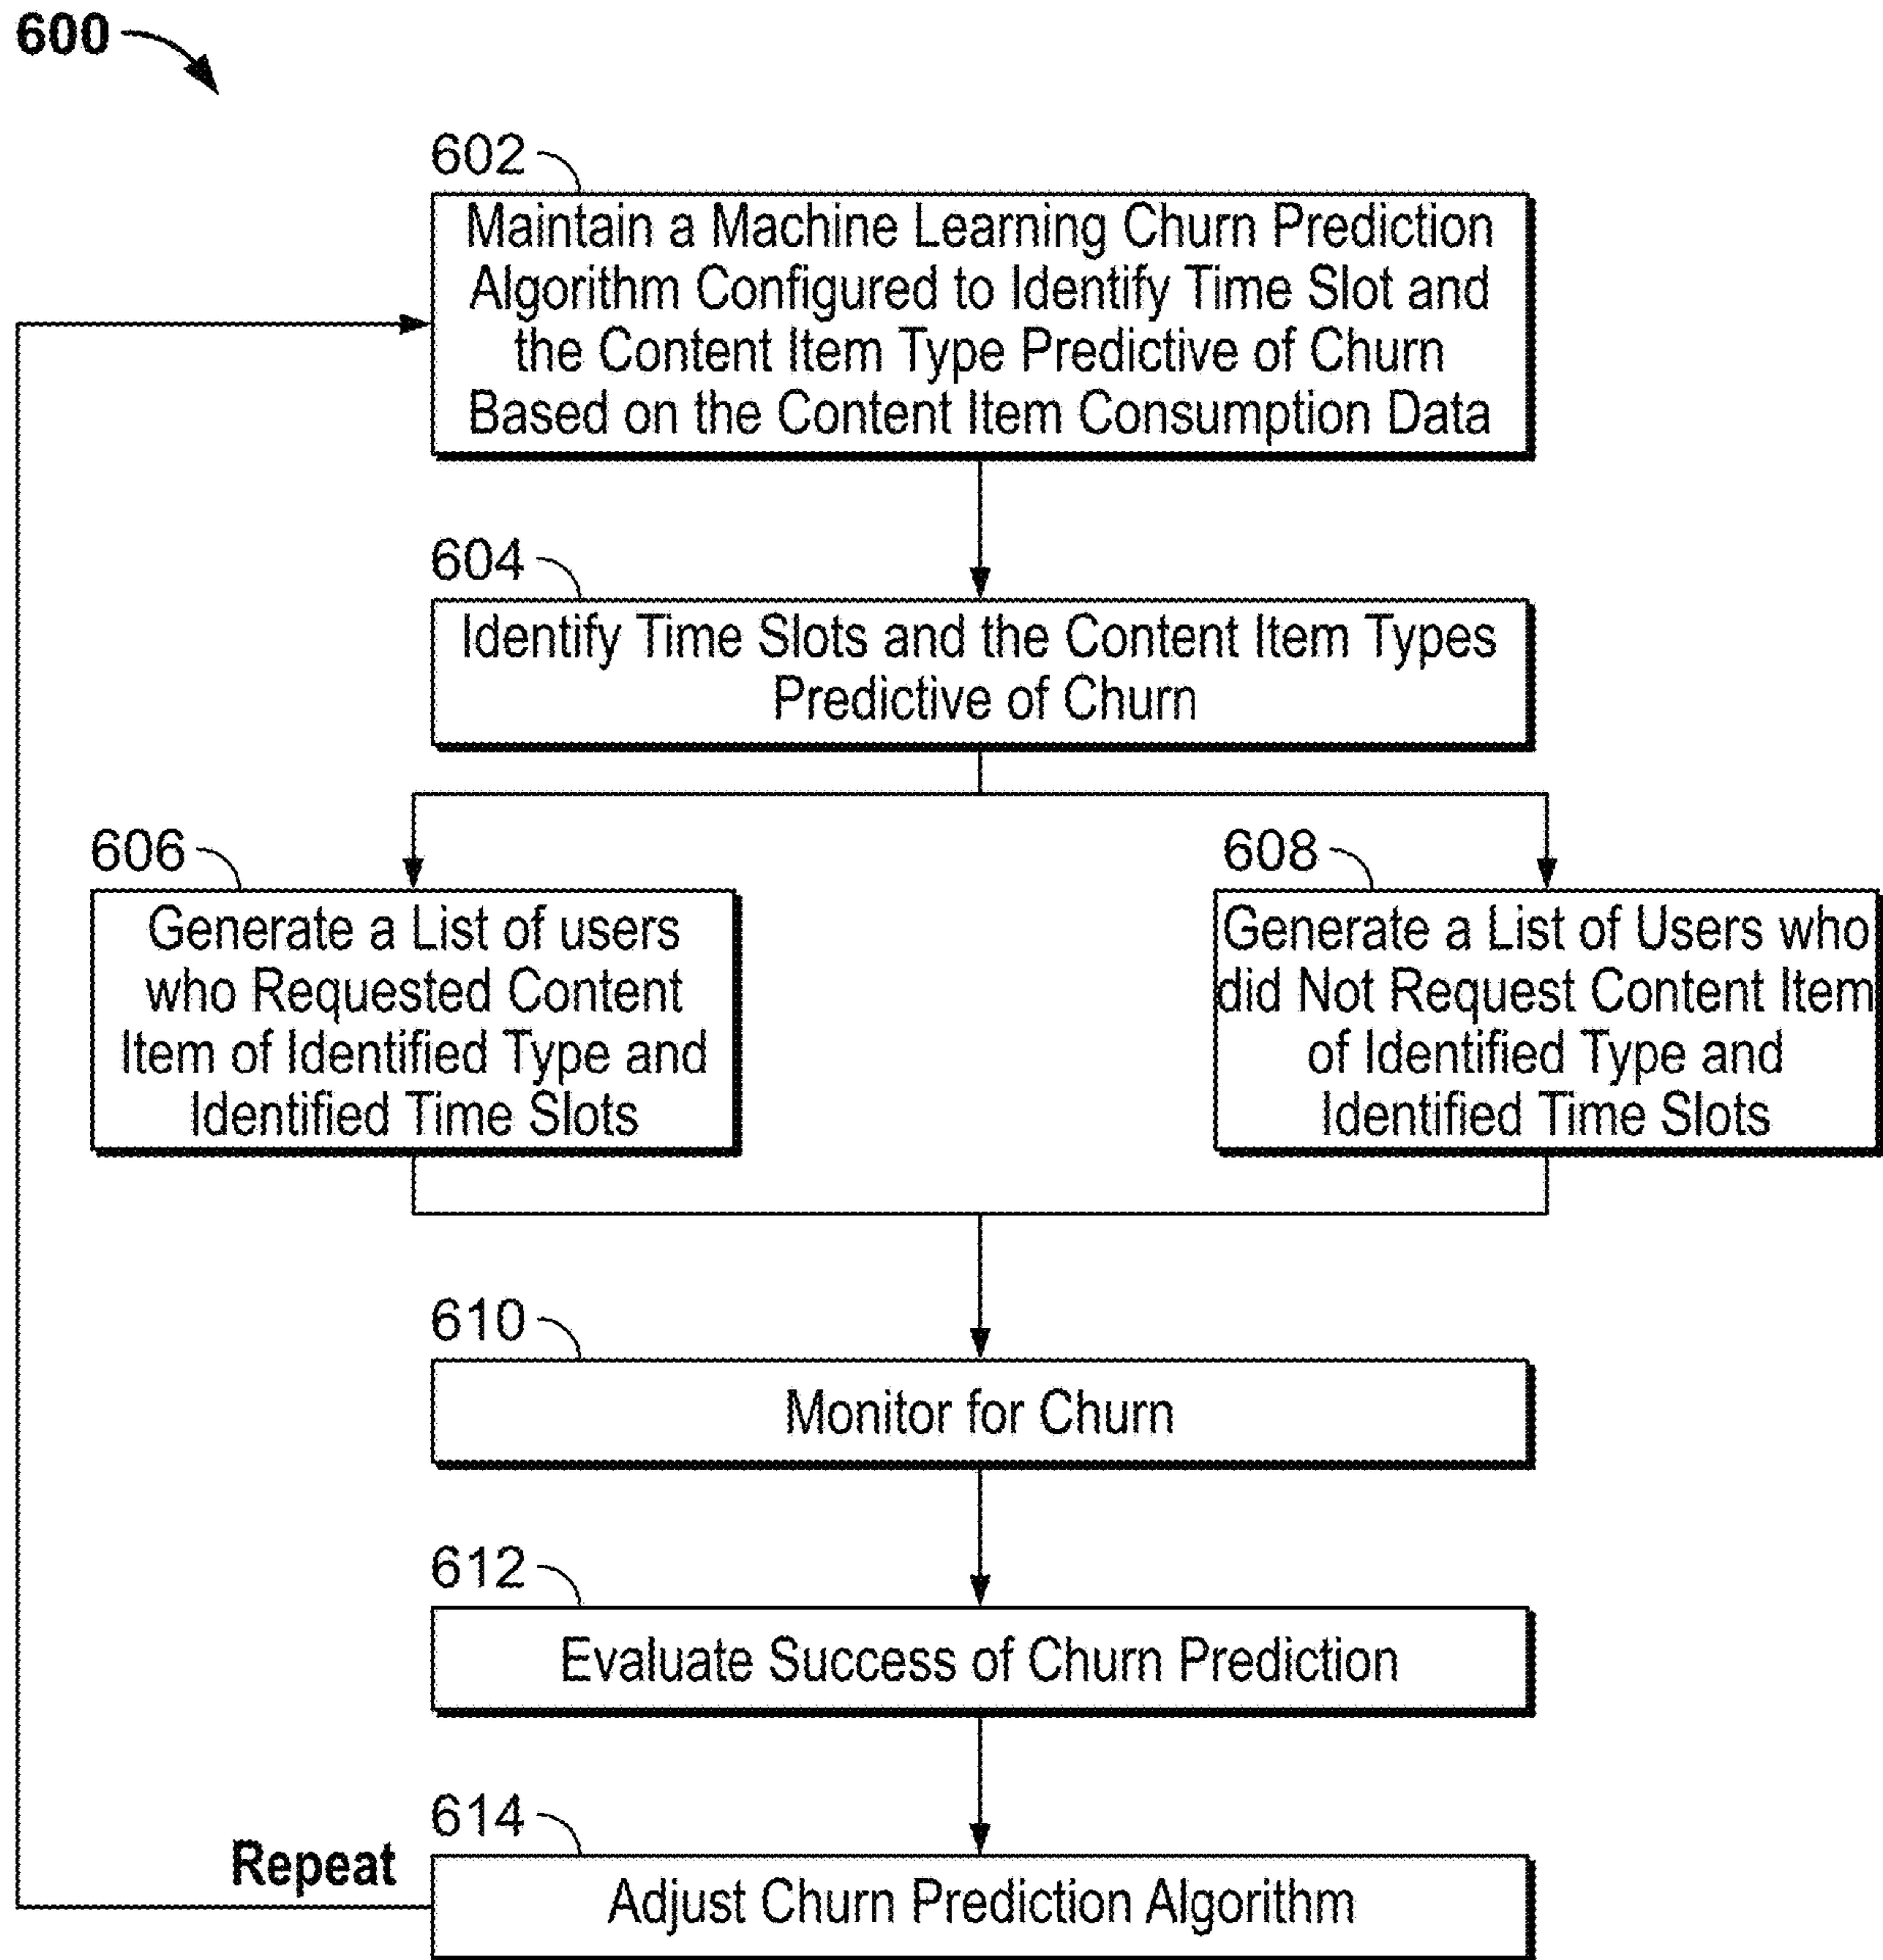 600
602
Maintain a Machine Learning Churn Prediction
Algorithm Configured to Identify Time Slot and
the Content Item Type Predictive of Churn
Based on the Content Item Consumption Data
604
Identify Time Slots and the Content Item Types
Predictive of Churn
606
Generate a List of users
who Requested Content
Item of Identified Type and
Identified Time Slots
608
Generate a List of Users who
did Not Request Content Item
of Identified Type and
Identified Time Slots
610
Monitor for Churn
612
Evaluate Success of Churn Prediction
614
Repeat
Adjust Churn Prediction Algorithm